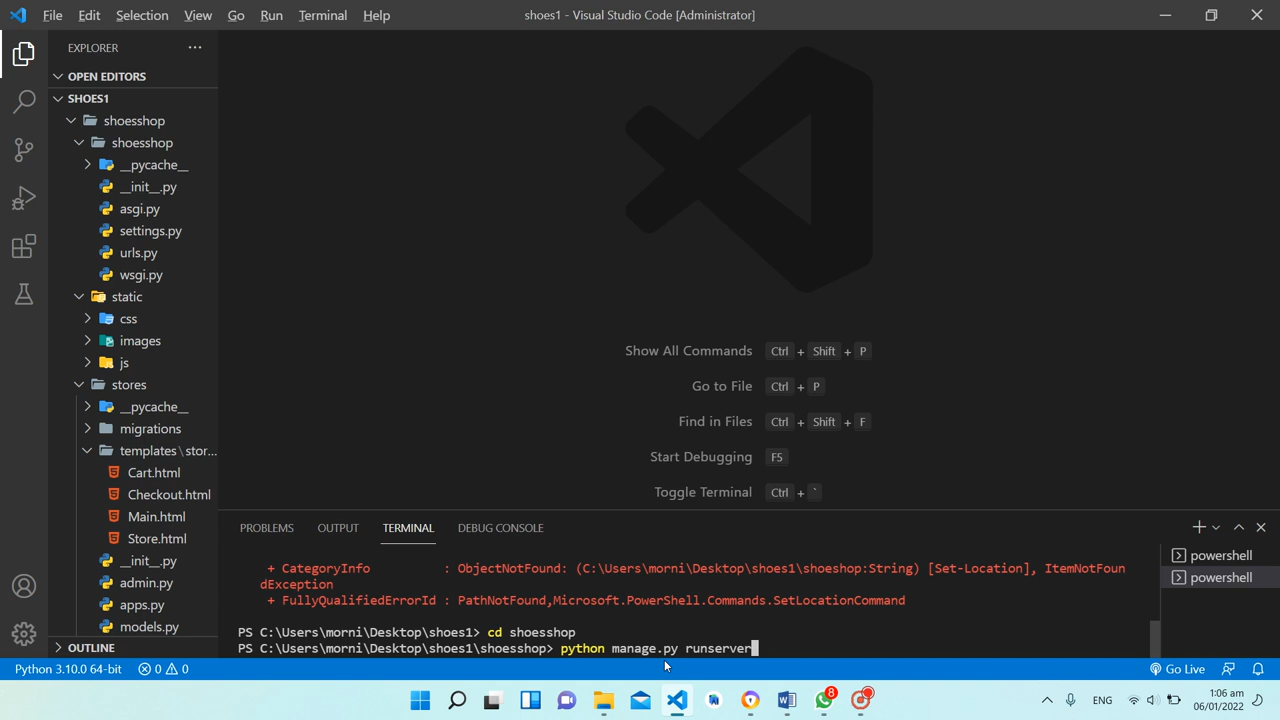 File Edit Selection View Go Run Terminal Help
shoes1 - Visual Studio Code [Administrator]
EXPLORER
OPEN EDITORS
SHOES1
shoesshop
shoesshop
__pycache__
__init__.py
asgi.py
settings.py
urls.py
wsgi.py
static
css
images
js
stores
__pycache__
migrations
templates\stor...
Cart.html
Checkout.html
Main.html
Store.html
__init__.py
admin.py
apps.py
models.py
OUTLINE
Show All Commands Ctrl + Shift + P
Go to File Ctrl + P
Find in Files Ctrl + Shift + F
Start Debugging F5
Toggle Terminal Ctrl + `
PROBLEMS OUTPUT TERMINAL DEBUG CONSOLE
+ CategoryInfo : ObjectNotFound: (C:\Users\morni\Desktop\shoes1\shoeshop:String) [Set-Location], ItemNotFoun
dException
+ FullyQualifiedErrorId : PathNotFound,Microsoft.PowerShell.Commands.SetLocationCommand
PS C:\Users\morni\Desktop\shoes1> cd shoesshop
PS C:\Users\morni\Desktop\shoes1\shoesshop> python manage.py runserver
powershell
powershell
Python 3.10.0 64-bit 0 0
Go Live
8
ENG
1:06 am
06/01/2022